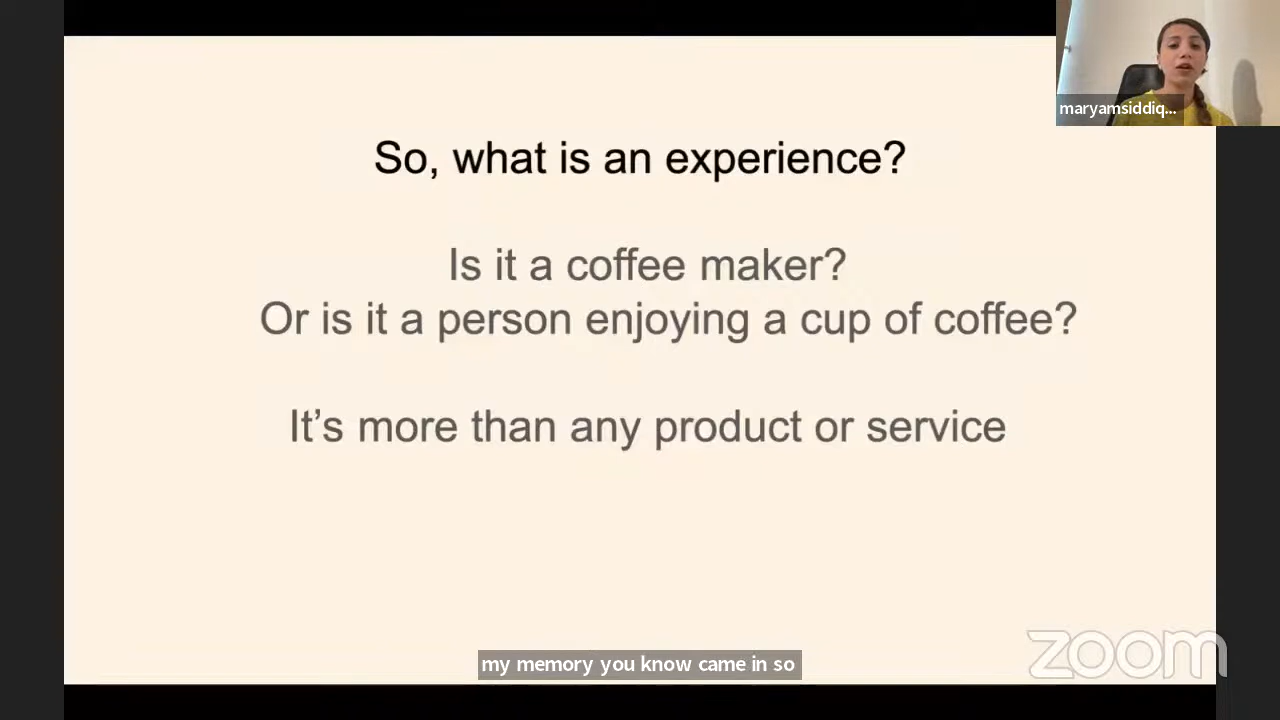 maryamsiddiq...
So, what is an experience?
Is it a coffee maker?
Or is it a person enjoying a cup of coffee?
It’s more than any product or service
my memory you know came in so
zoom